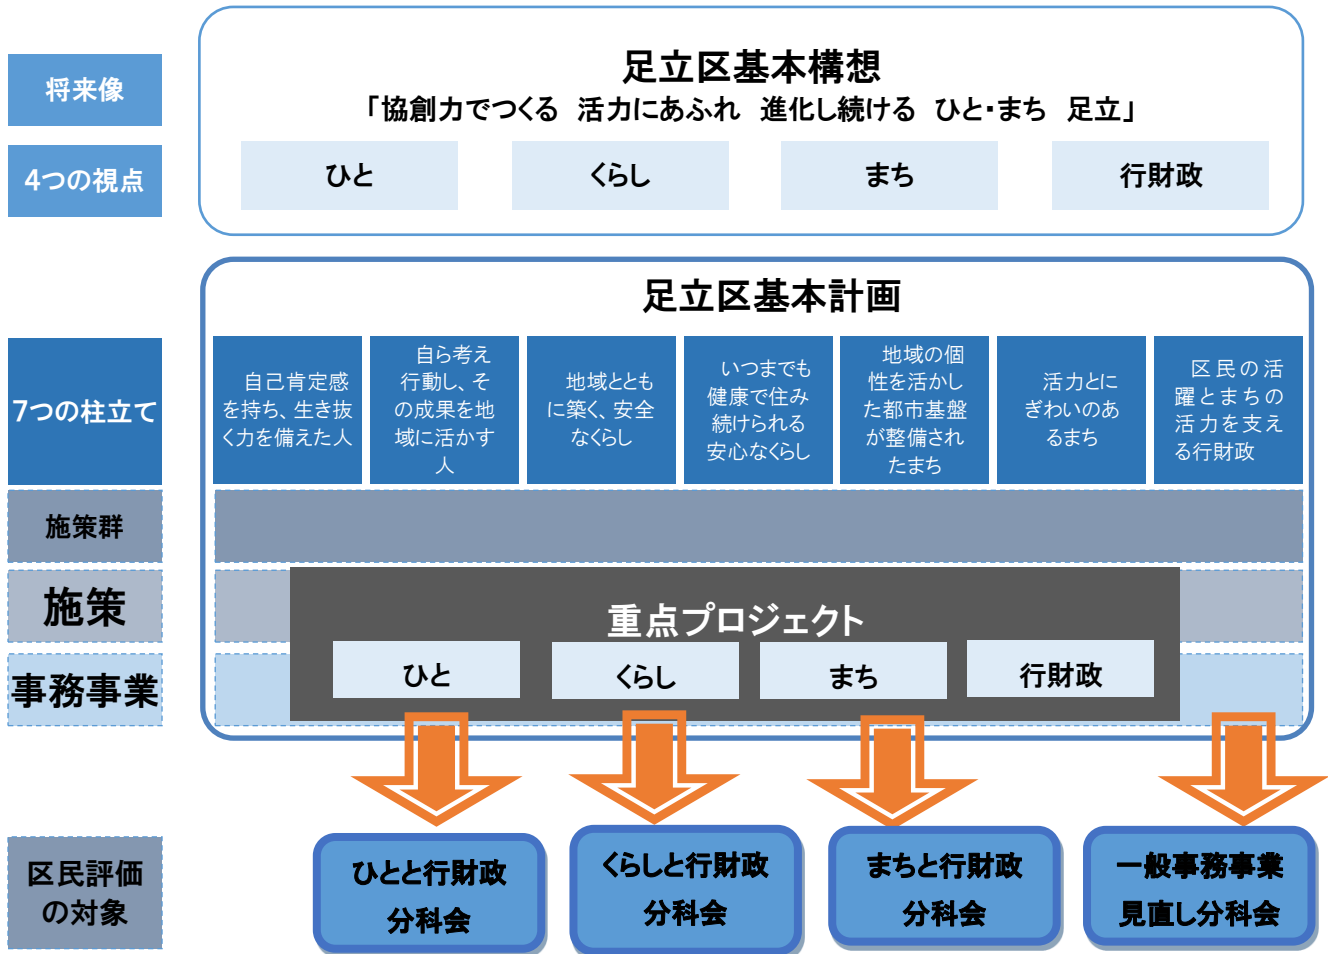 将来像
足立区基本構想
「協創力でつくる　活力にあふれ　進化し続ける　ひと・まち　足立」
4つの視点
ひと
くらし
まち
行財政
足立区基本計画
7つの柱立て
自己肯定感
を持ち、生き抜
く力を備えた人
自ら考え
行動し、そ
の成果を地
域に活かす
人
地域ととも
に築く、安全
なくらし
いつまでも
健康で住み
続けられる
安心なくらし
地域の個
性を活かし
た都市基盤
が整備され
たまち
活力とに
ぎわいのあ
るまち
区民の活
躍とまちの
活力を支え
る行財政
施策群
施策
重点プロジェクト
事務事業
ひと
くらし
まち
行財政
区民評価
の対象
ひとと行財政
分科会
くらしと行財政
分科会
まちと行財政
分科会
一般事務事業
見直し分科会